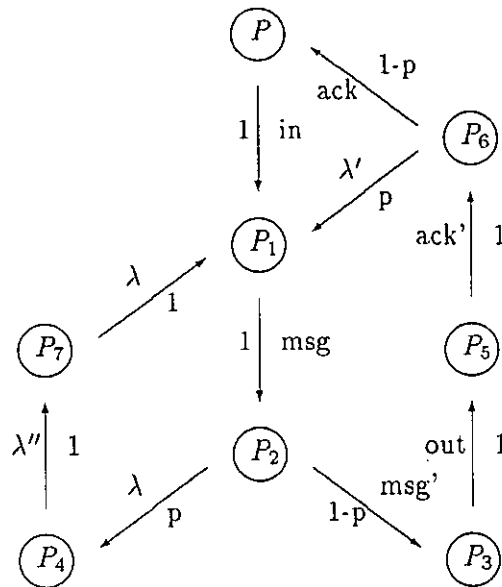 P
1-p
ack
1 in
P₆
λ′
p
ack’ 1
P₁
λ
1
P₇
1 msg
P₅
λ″ 1
P₂
out 1
λ
p
msg’
1-p
P₄
P₃